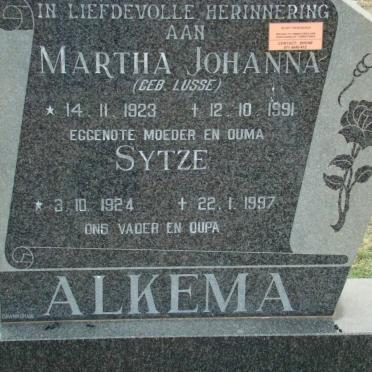 IN LIEFDEVOLLE HERINNERING
AAN
MARTHA JOHANNA
(GEB. LUSSE)
★ 14. 11. 1923 + 12. 10. 1991
EGGENOTE MOEDER EN OUMA
SYTZE
★ 3. 10. 1924 + 22. 1. 1997
ONS VADER EN OUPA
ALKEMA